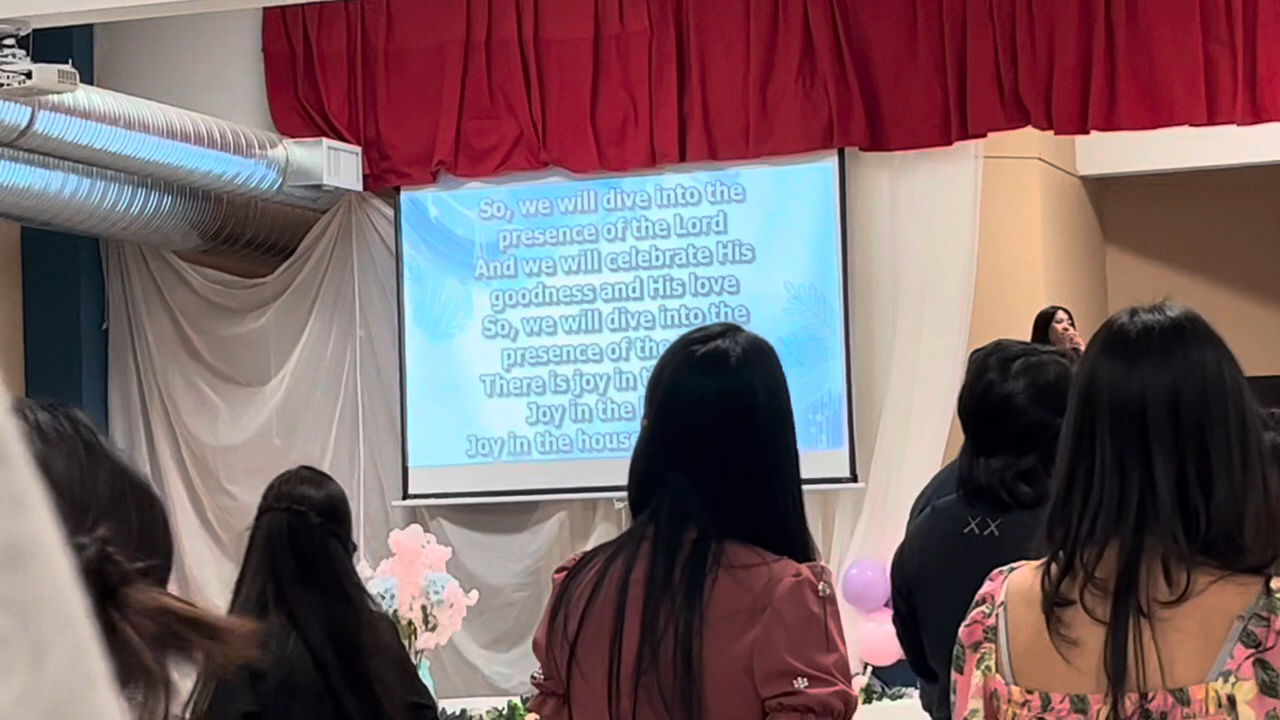 So, we will dive into the
presence of the Lord
And we will celebrate His
goodness and His love
So, we will dive into the
presence of the
There is joy in
Joy in the
Joy in the house
XX